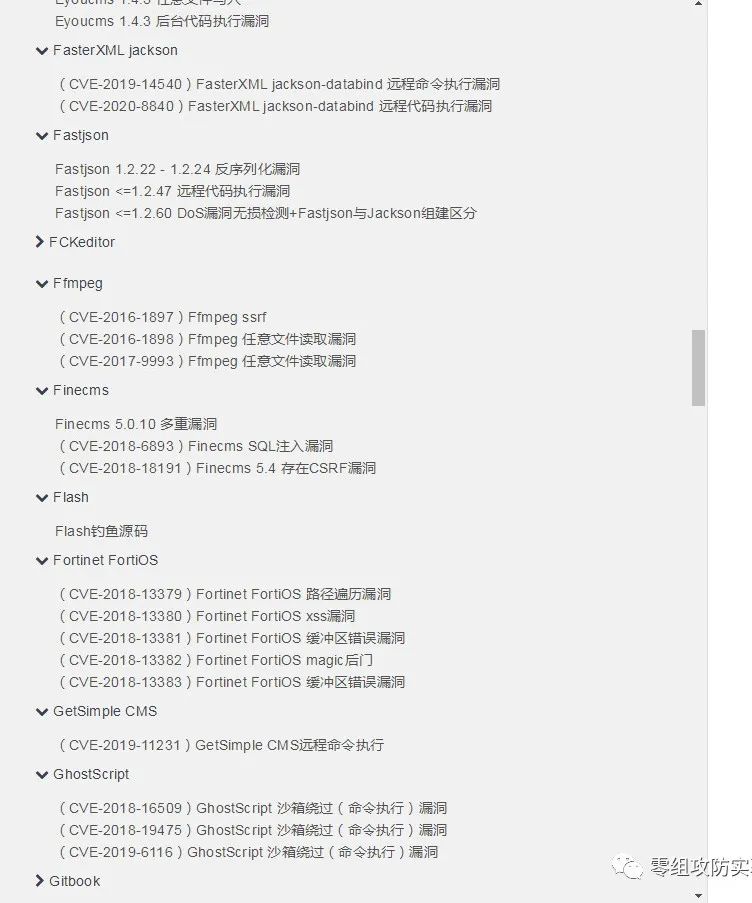 Eyoucms 1.4.3 任意文件写入
Eyoucms 1.4.3 后台代码执行漏洞
FasterXML jackson
（CVE-2019-14540）FasterXML jackson-databind 远程命令执行漏洞
（CVE-2020-8840）FasterXML jackson-databind 远程代码执行漏洞
Fastjson
Fastjson 1.2.22 - 1.2.24 反序列化漏洞
Fastjson <=1.2.47 远程代码执行漏洞
Fastjson <=1.2.60 DoS漏洞无损检测+Fastjson与Jackson组建区分
FCKeditor
Ffmpeg
（CVE-2016-1897）Ffmpeg ssrf
（CVE-2016-1898）Ffmpeg 任意文件读取漏洞
（CVE-2017-9993）Ffmpeg 任意文件读取漏洞
Finecms
Finecms 5.0.10 多重漏洞
（CVE-2018-6893）Finecms SQL注入漏洞
（CVE-2018-18191）Finecms 5.4 存在CSRF漏洞
Flash
Flash钓鱼源码
Fortinet FortiOS
（CVE-2018-13379）Fortinet FortiOS 路径遍历漏洞
（CVE-2018-13380）Fortinet FortiOS xss漏洞
（CVE-2018-13381）Fortinet FortiOS 缓冲区错误漏洞
（CVE-2018-13382）Fortinet FortiOS magic后门
（CVE-2018-13383）Fortinet FortiOS 缓冲区错误漏洞
GetSimple CMS
（CVE-2019-11231）GetSimple CMS远程命令执行
GhostScript
（CVE-2018-16509）GhostScript 沙箱绕过（命令执行）漏洞
（CVE-2018-19475）GhostScript 沙箱绕过（命令执行）漏洞
（CVE-2019-6116）GhostScript 沙箱绕过（命令执行）漏洞
Gitbook
零组攻防实